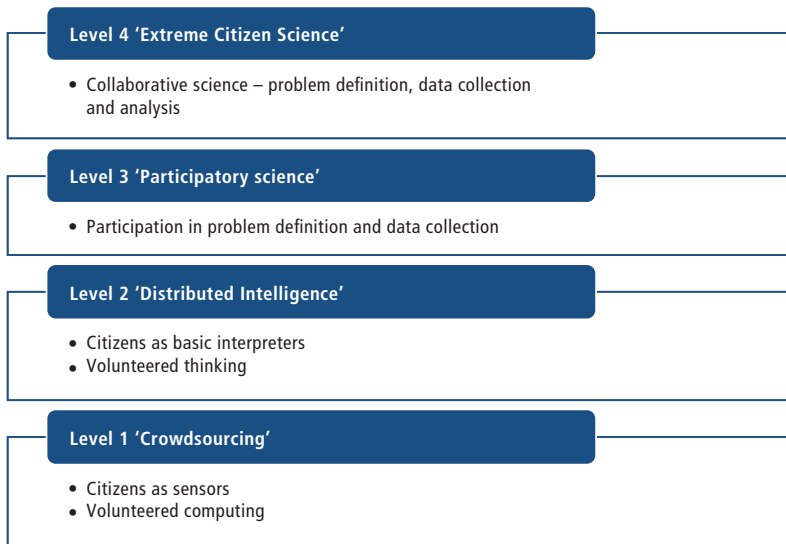 Level 4 ‘Extreme Citizen Science’
• Collaborative science – problem definition, data collection
and analysis
Level 3 ‘Participatory science’
• Participation in problem definition and data collection
Level 2 ‘Distributed Intelligence’
• Citizens as basic interpreters
• Volunteered thinking
Level 1 ‘Crowdsourcing’
• Citizens as sensors
• Volunteered computing